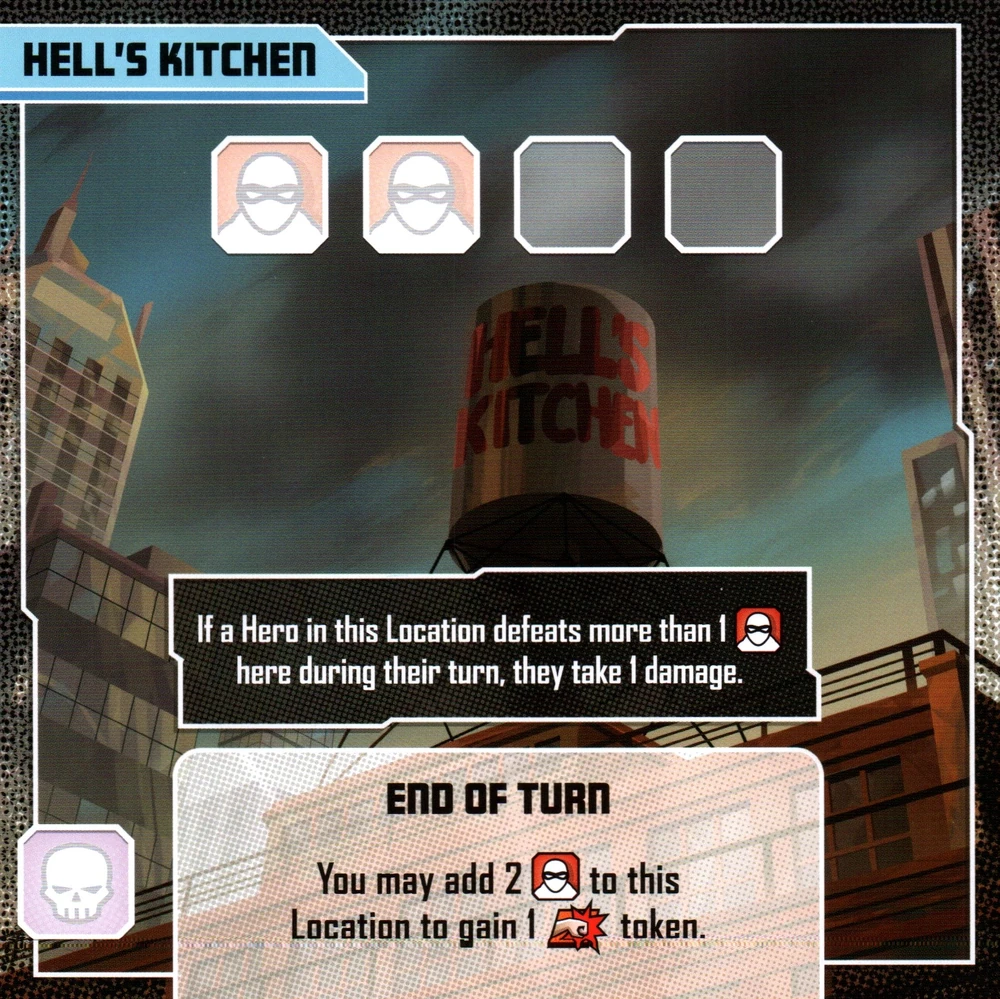 HELL'S KITCHEN
HELL'S
KITCHEN
If a Hero in this Location defeats more than 1
here during their turn, they take 1 damage.
END OF TURN
You may add 2 to this
Location to gain 1 token.